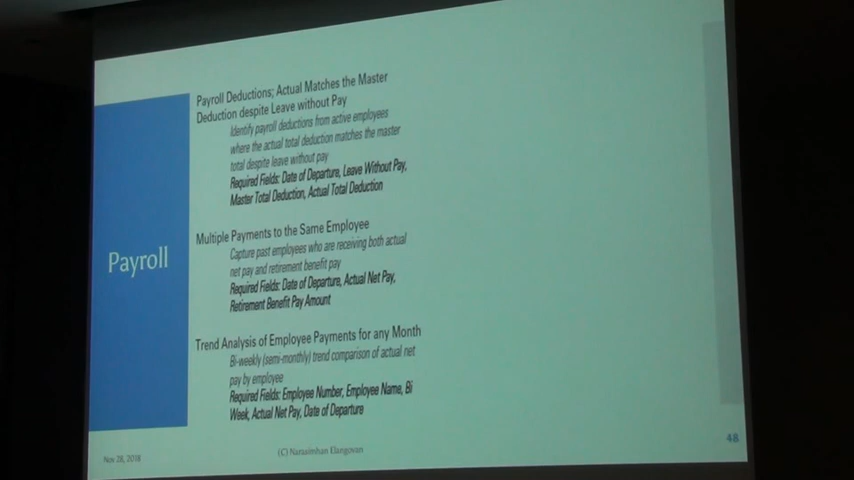 Payroll
Payroll Deductions; Actual Matches the Master
Deduction despite Leave without Pay
Identify payroll deductions from active employees
where the actual total deduction matches the master
total despite leave without pay
Required Fields: Date of Departure, Leave Without Pay,
Master Total Deduction, Actual Total Deduction
Multiple Payments to the Same Employee
Capture past employees who are receiving both actual
net pay and retirement benefit pay
Required Fields: Date of Departure, Actual Net Pay,
Retirement Benefit Pay Amount
Trend Analysis of Employee Payments for any Month
Bi-weekly (semi-monthly) trend comparison of actual net
pay by employee
Required Fields: Employee Number, Employee Name, Bi
Week, Actual Net Pay, Date of Departure
Nov 28, 2018
(C) Narasimhan Elangovan
48